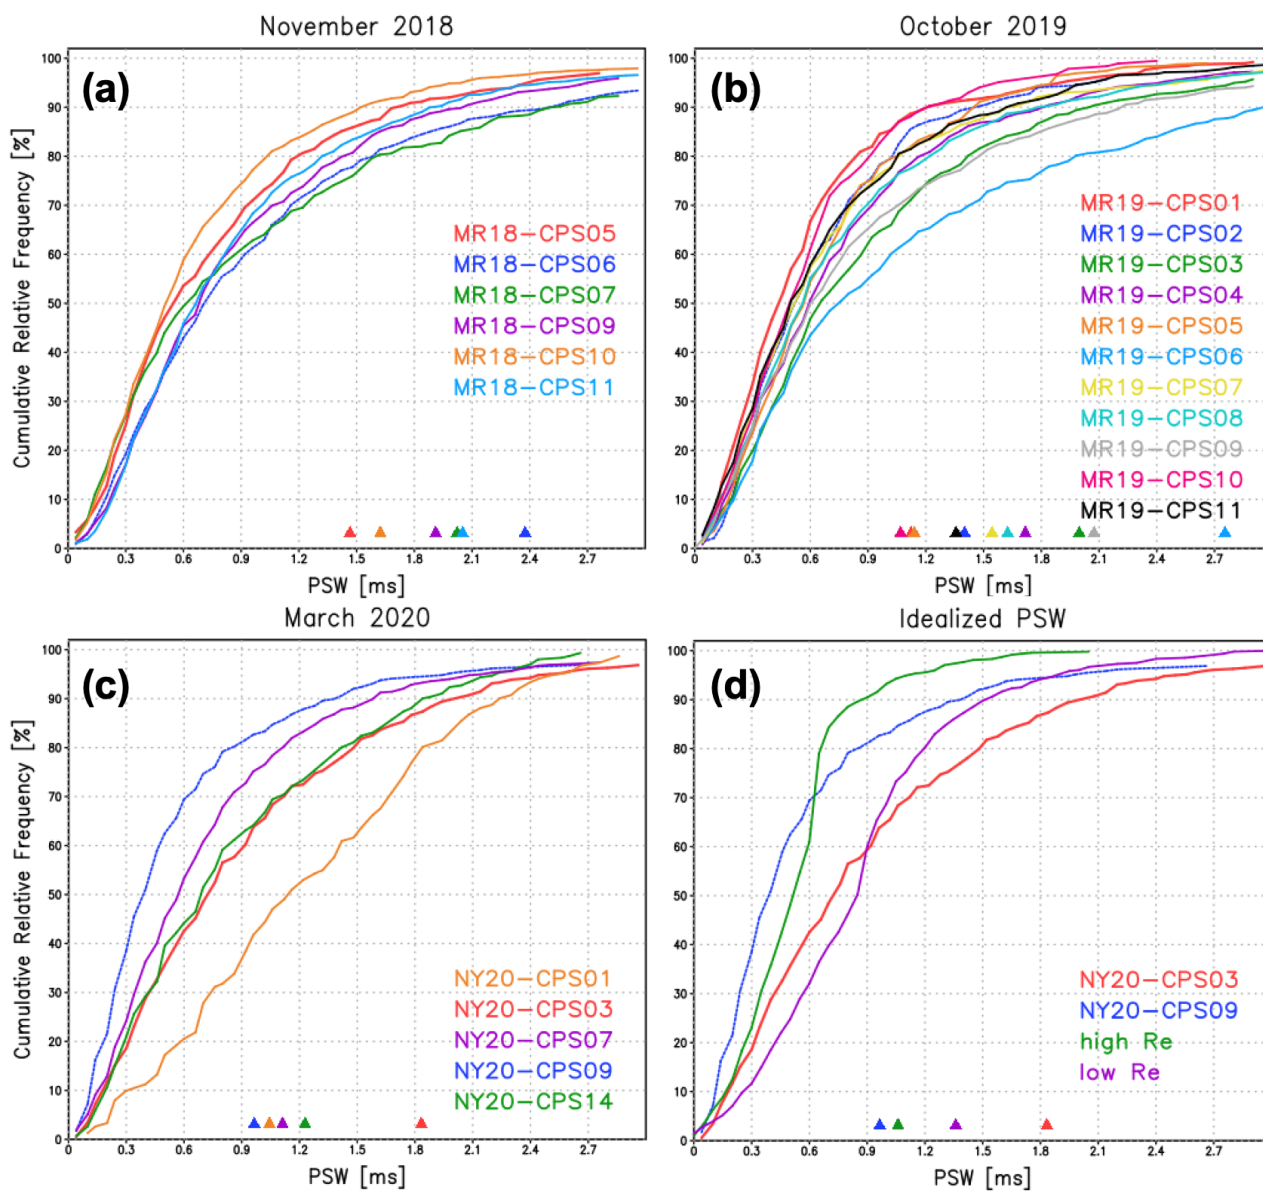 November 2018
(a)
Cumulative Relative Frequency [%]
100
90
80
70
60
50
40
30
20
10
0
MR18-CPS05
MR18-CPS06
MR18-CPS07
MR18-CPS09
MR18-CPS10
MR18-CPS11
0 0.3 0.6 0.9 1.2 1.5 1.8 2.1 2.4 2.7
PSW [ms]
October 2019
(b)
Cumulative Relative Frequency [%]
100
90
80
70
60
50
40
30
20
10
0
MR19-CPS01
MR19-CPS02
MR19-CPS03
MR19-CPS04
MR19-CPS05
MR19-CPS06
MR19-CPS07
MR19-CPS08
MR19-CPS09
MR19-CPS10
MR19-CPS11
0 0.3 0.6 0.9 1.2 1.5 1.8 2.1 2.4 2.7
PSW [ms]
March 2020
(c)
Cumulative Relative Frequency [%]
100
90
80
70
60
50
40
30
20
10
0
NY20-CPS01
NY20-CPS03
NY20-CPS07
NY20-CPS09
NY20-CPS14
0 0.3 0.6 0.9 1.2 1.5 1.8 2.1 2.4 2.7
PSW [ms]
Idealized PSW
(d)
Cumulative Relative Frequency [%]
100
90
80
70
60
50
40
30
20
10
0
NY20-CPS03
NY20-CPS09
high Re
low Re
0 0.3 0.6 0.9 1.2 1.5 1.8 2.1 2.4 2.7
PSW [ms]